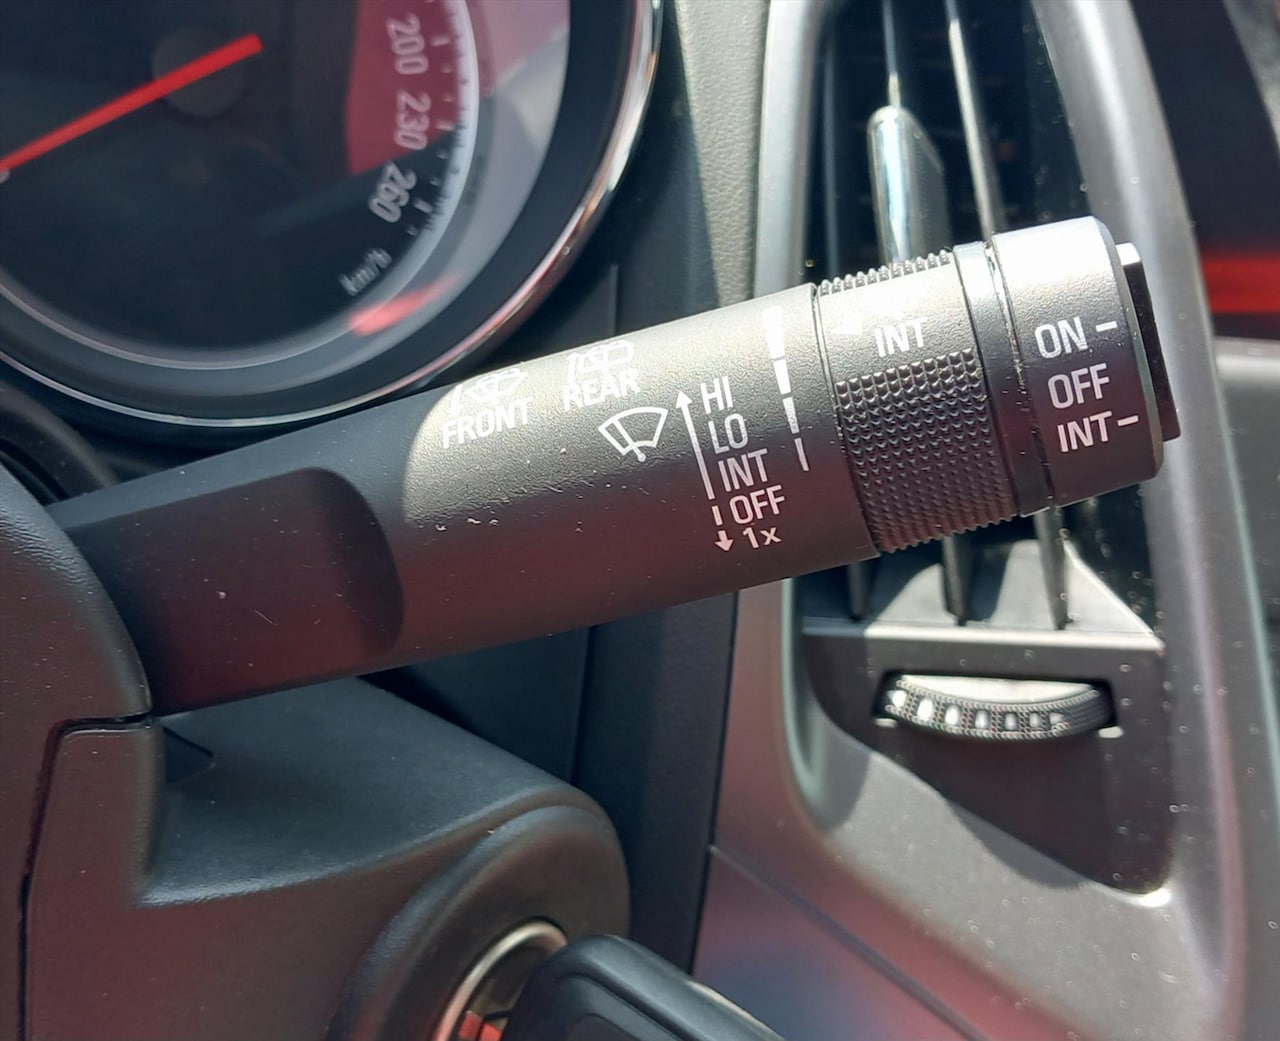 200
230
260
km/h
FRONT
REAR
HI
LO
INT
OFF
1x
INT
ON
OFF
INT